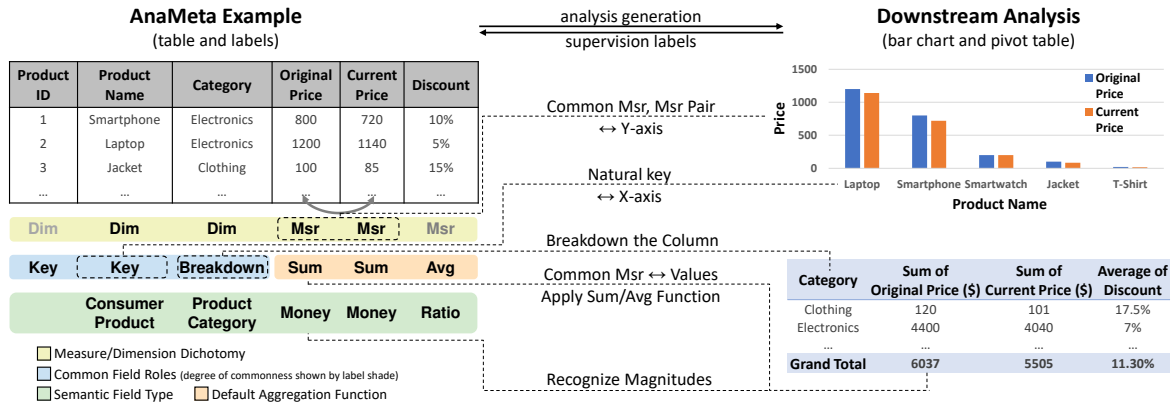 AnaMeta Example
(table and labels)
analysis generation
supervision labels
Downstream Analysis
(bar chart and pivot table)
Product ID | Product Name | Category | Original Price | Current Price | Discount
1 Smartphone Electronics 800 720 10%
2 Laptop Electronics 1200 1140 5%
3 Jacket Clothing 100 85 15%
... ... ... ... ... ...
Dim Dim Dim Msr Msr Msr
Key Key Breakdown Sum Sum Avg
Consumer Product Product Category Money Money Ratio
Measure/Dimension Dichotomy
Common Field Roles (degree of commonness shown by label shade)
Semantic Field Type Default Aggregation Function
Common Msr, Msr Pair
↔ Y-axis
Natural key
↔ X-axis
Breakdown the Column
Common Msr ↔ Values
Apply Sum/Avg Function
Recognize Magnitudes
1500
1000
500
0
Price
Original Price
Current Price
Laptop Smartphone Smartwatch Jacket T-Shirt
Product Name
Category Sum of Original Price ($) Sum of Current Price ($) Average of Discount
Clothing 120 101 17.5%
Electronics 4400 4040 7%
... ... ... ...
Grand Total 6037 5505 11.30%